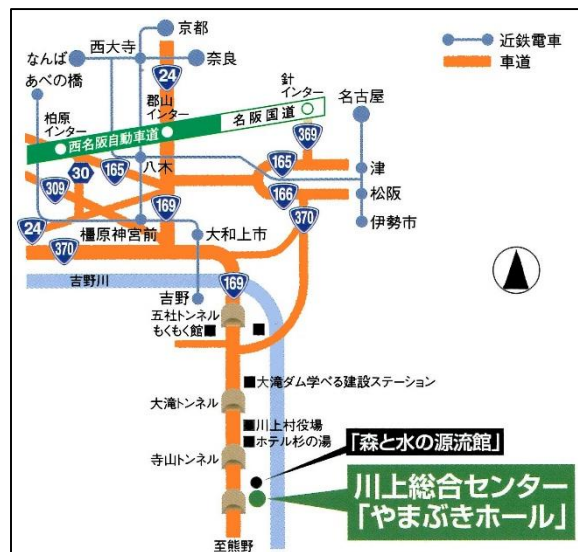 京都
西大寺
なんば
奈良
あべの橋
24
近鉄電車
車道
針
インター
郡山
インター
柏原
インター
名阪国道
西名阪自動車道
369
名古屋
165
八木
津
30
165
309
166
松阪
169
370
伊勢市
24
橿原神宮前
大和上市
370
吉野川
169
吉野
五社トンネル
もくもく館
大滝ダム学べる建設ステーション
大滝トンネル
川上村役場
ホテル杉の湯
「森と水の源流館」
寺山トンネル
川上総合センター
「やまぶきホール」
至熊野